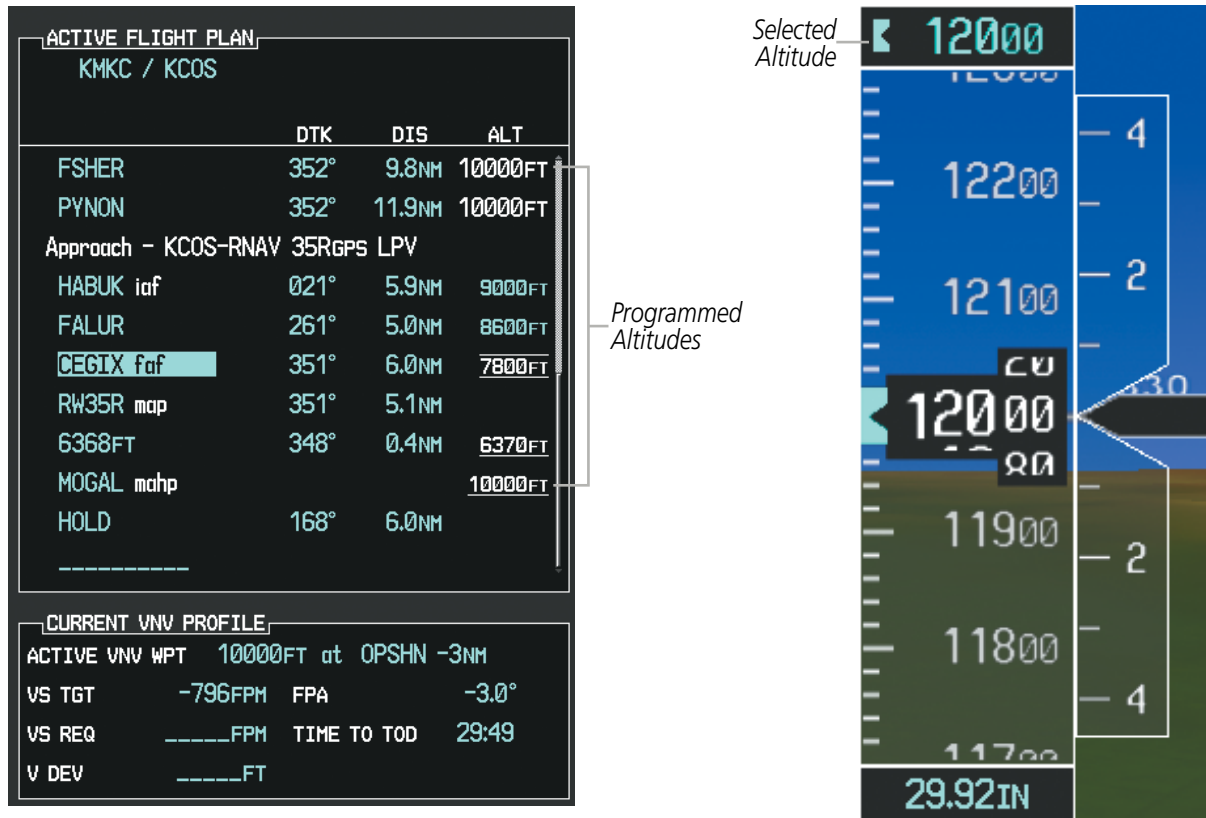 ACTIVE FLIGHT PLAN
KMKC / KCOS
DTK DIS ALT
FSHER 352° 9.8NM 10000FT
PYNON 352° 11.9NM 10000FT
Approach – KCOS-RNAV 35RGPS LPV
HABUK iaf 021° 5.9NM 9000FT
FALUR 261° 5.0NM 8600FT
CEGIX faf 351° 6.0NM 7800FT
RW35R map 351° 5.1NM
6368FT 348° 0.4NM 6370FT
MOGAL mahp 10000FT
HOLD 168° 6.0NM
__________
Programmed
Altitudes
CURRENT VNV PROFILE
ACTIVE VNV WPT 10000FT at OPSHN -3NM
VS TGT -796FPM FPA -3.0°
VS REQ _____FPM TIME TO TOD 29:49
V DEV _____FT
Selected
Altitude
12000
4
12200
2
12100
20
12000
80
11900
2
11800
4
11700
29.92IN